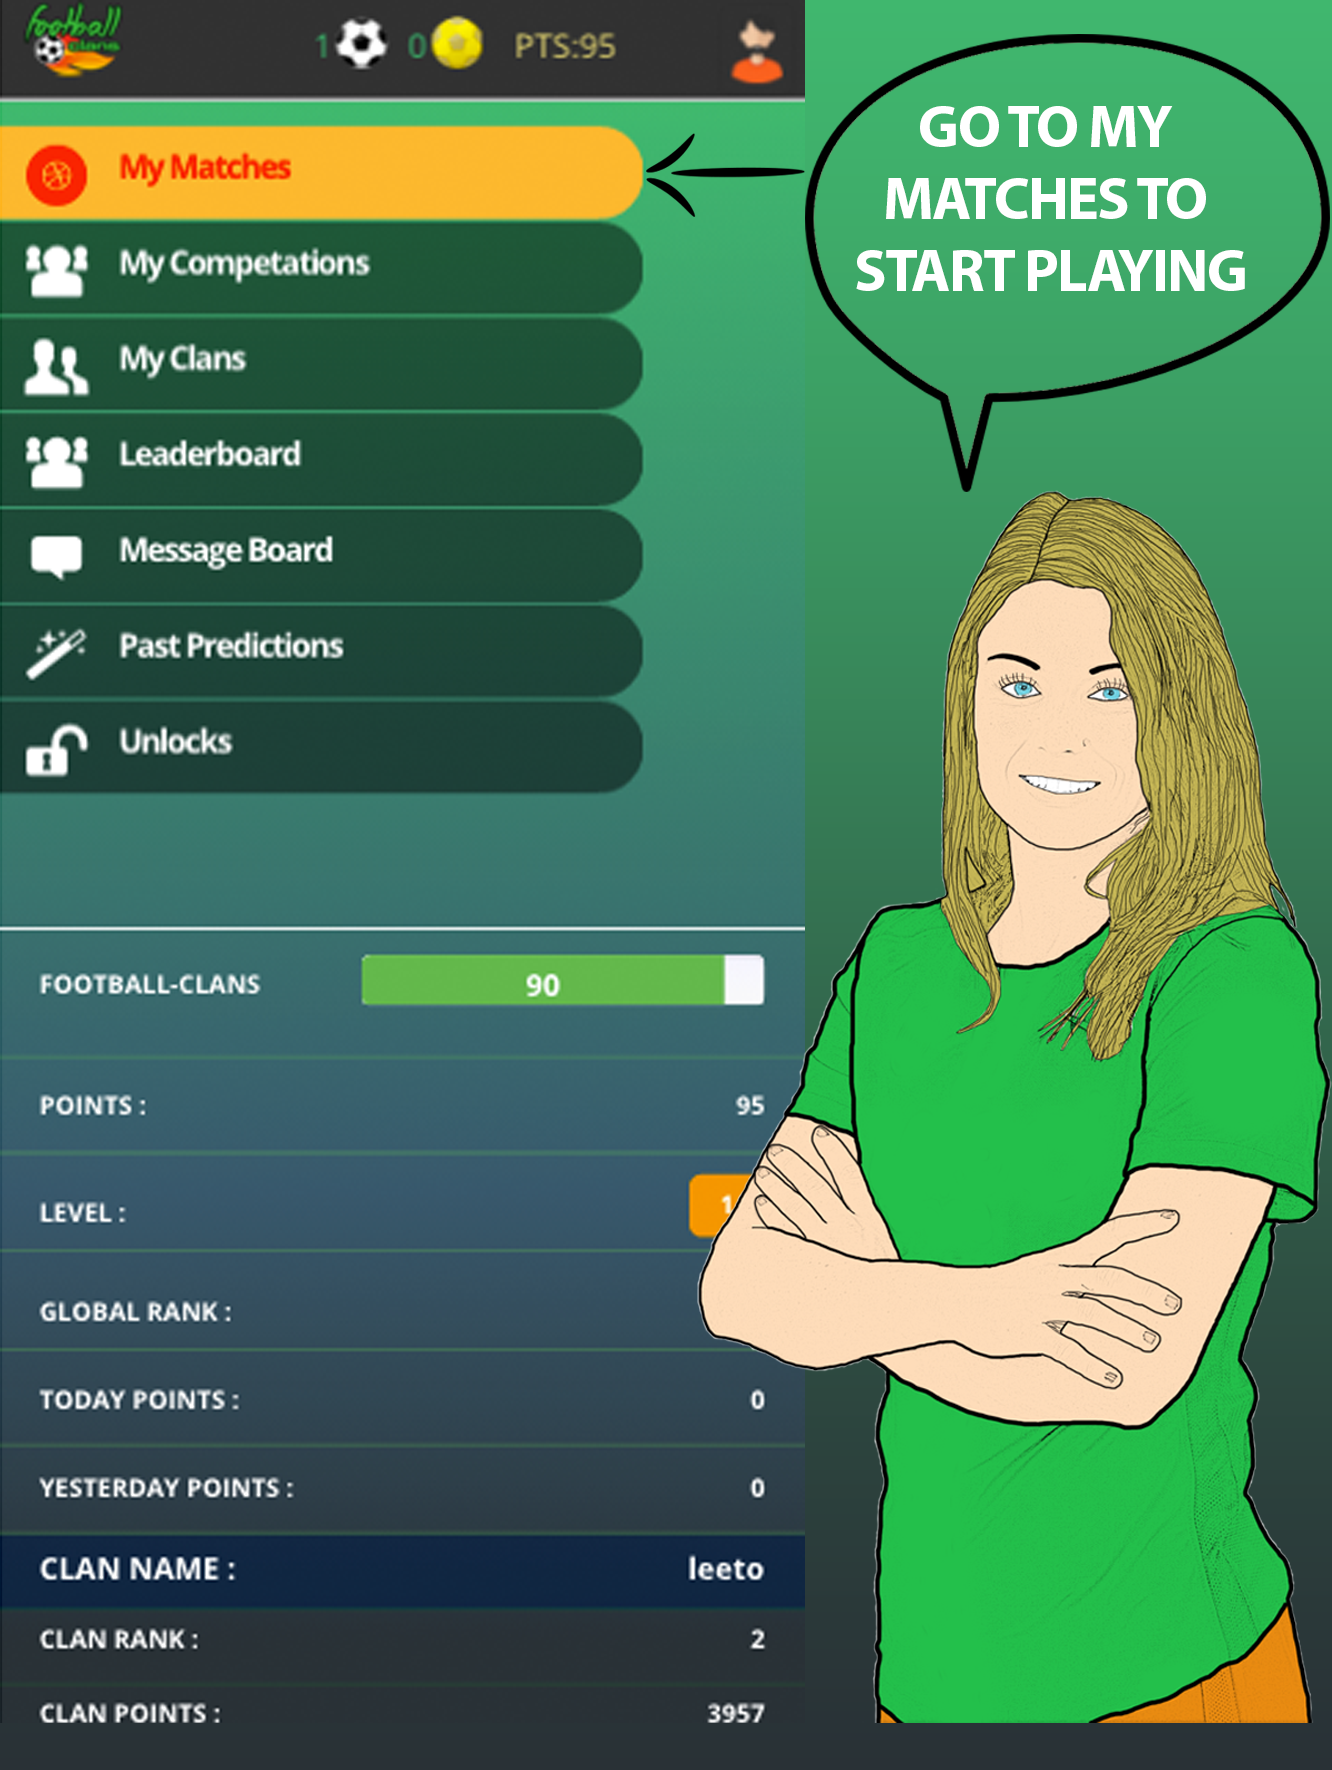 football
clans
1 0 PTS:95
My Matches
My Competations
My Clans
Leaderboard
Message Board
Past Predictions
Unlocks
GO TO MY
MATCHES TO
START PLAYING
FOOTBALL-CLANS 90
POINTS : 95
LEVEL : 1
GLOBAL RANK :
TODAY POINTS : 0
YESTERDAY POINTS : 0
CLAN NAME : leeto
CLAN RANK : 2
CLAN POINTS : 3957